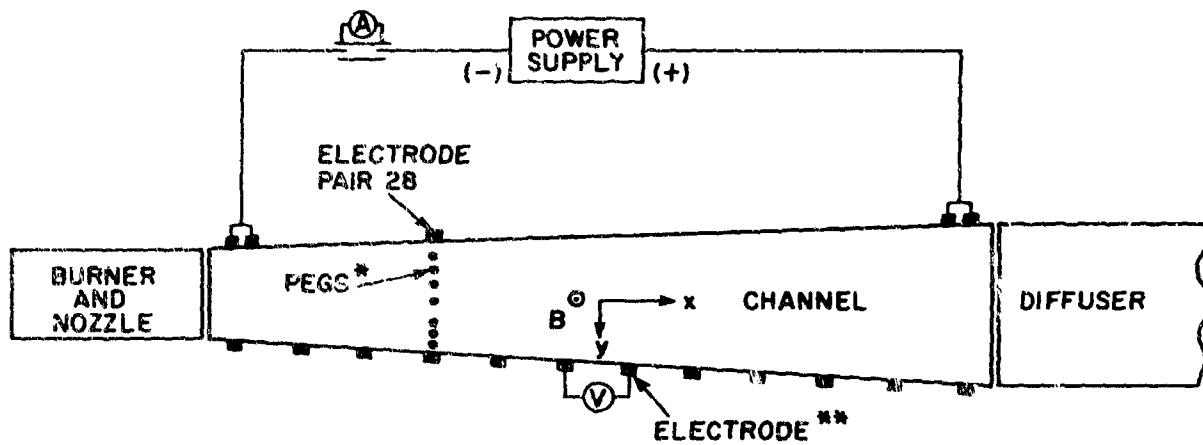 A
POWER
SUPPLY
(-)
(+)
ELECTRODE
PAIR 28
BURNER
AND
NOZZLE
PEGS*
B
x
y
CHANNEL
DIFFUSER
V
ELECTRODE**